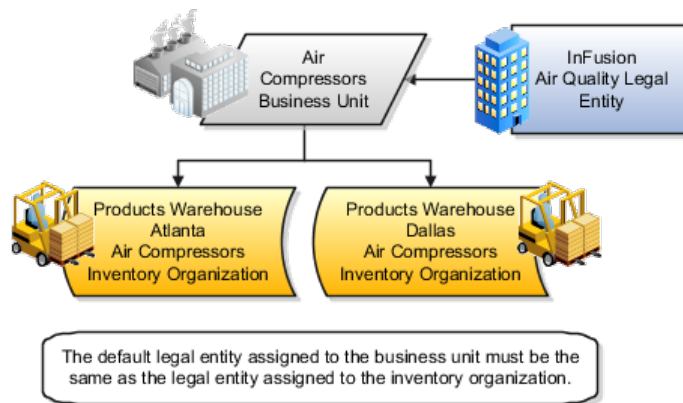 Air
Compressors
Business Unit
InFusion
Air Quality Legal
Entity
Products Warehouse
Atlanta
Air Compressors
Inventory Organization
Products Warehouse
Dallas
Air Compressors
Inventory Organization
The default legal entity assigned to the business unit must be the
same as the legal entity assigned to the inventory organization.